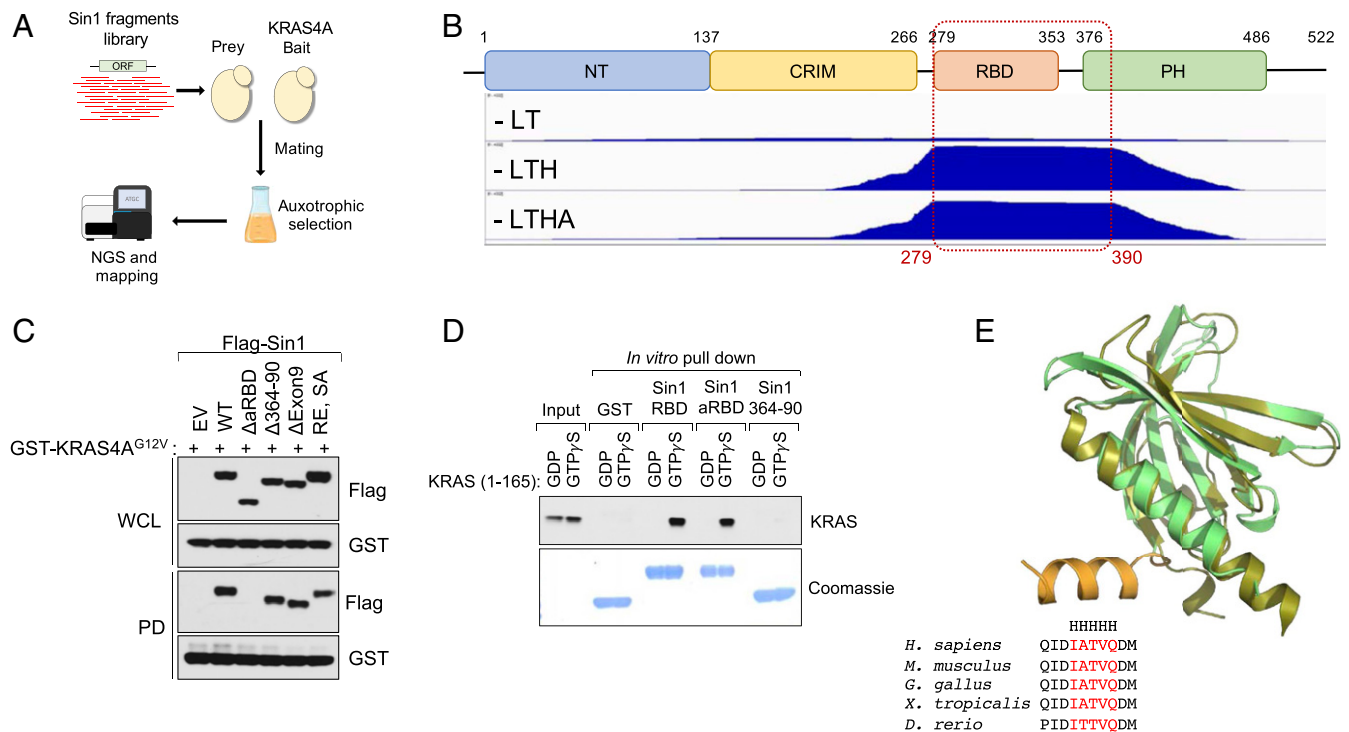 A
Sin1 fragments
library
ORF
Prey
KRAS4A
Bait
Mating
Auxotrophic
selection
ATGC
NGS and
mapping
B
1 137 266 279 353 376 486 522
NT CRIM RBD PH
- LT
- LTH
- LTHA
279 390
C
Flag-Sin1
EV WT ΔaRBD Δ364-90 ΔExon9 RE, SA
GST-KRAS4A^G12V : + + + + + +
WCL
Flag
GST
PD
Flag
GST
D
In vitro pull down
Input GST Sin1 RBD Sin1 aRBD Sin1 364-90
KRAS (1-165): GDP GTPγS GDP GTPγS GDP GTPγS GDP GTPγS GDP GTPγS
KRAS
Coomassie
E
HHHHH
H. sapiens QIDIATVQDM
M. musculus QIDIATVQDM
G. gallus QIDIATVQDM
X. tropicalis QIDIATVQDM
D. rerio PIDITTVQDM